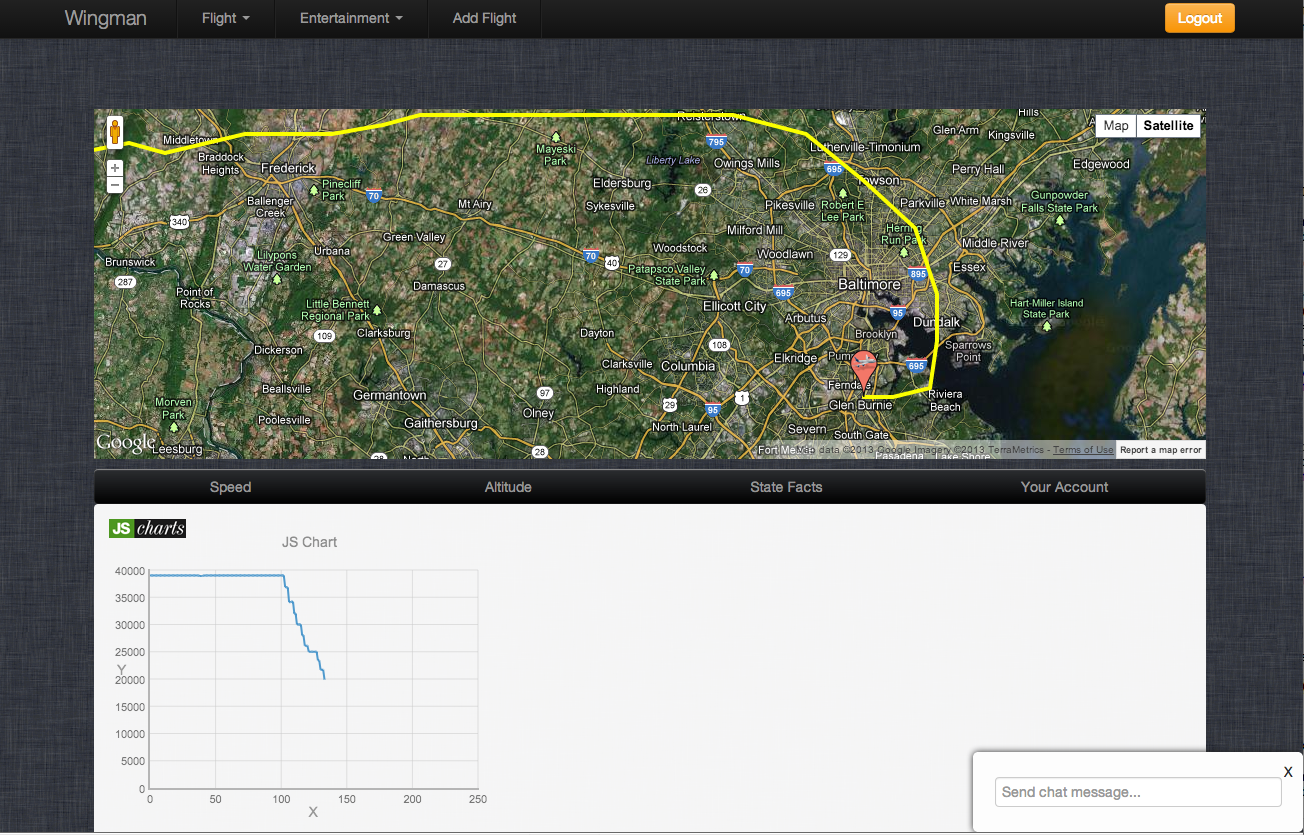 Wingman
Flight
Entertainment
Add Flight
Logout
Map
Satellite
Middletown
Braddock
Heights
Frederick
Pinecliff
Park
Ballenger
Creek
70
340
Mayeski
Park
Eldersburg
Sykesville
Mt Airy
Liberty Lake
26
795
Reisterstown
Owings Mills
Pikesville
Milford Mill
Lutherville-Timonium
695
Towson
Robert E
Lee Park
Parkville
White Marsh
Perry Hall
Glen Arm
Hills
Kingsville
Edgewood
Gunpowder
Falls State Park
Herring
Run Park
Middle River
Essex
Urbana
Lilypons
Water Garden
Green Valley
27
Damascus
Brunswick
287
Point of
Rocks
Little Bennett
Regional Park
109
Clarksburg
Dickerson
70
40
Woodstock
Patapsco Valley
State Park
70
Woodlawn
129
895
695
Baltimore
Ellicott City
Arbutus
95
Dundalk
Brooklyn
Hart-Miller Island
State Park
Sparrows
Point
Dayton
108
Clarksville
Columbia
Elkridge
695
Ferndale
Glen Burnie
Riviera
Beach
Highland
Beallsville
Germantown
97
29
1
95
Morven
Park
Poolesville
Gaithersburg
Olney
North Laurel
Severn
South Gate
Google
Leesburg
28
28
Fort Meade
Pasadena
Lake Shore
Map data ©2013 Google Imagery ©2013 TerraMetrics - Terms of Use
Report a map error
Speed
Altitude
State Facts
Your Account
JS charts
JS Chart
40000
35000
30000
25000
Y
20000
15000
10000
5000
0
0
50
100
150
200
250
X
X
Send chat message...